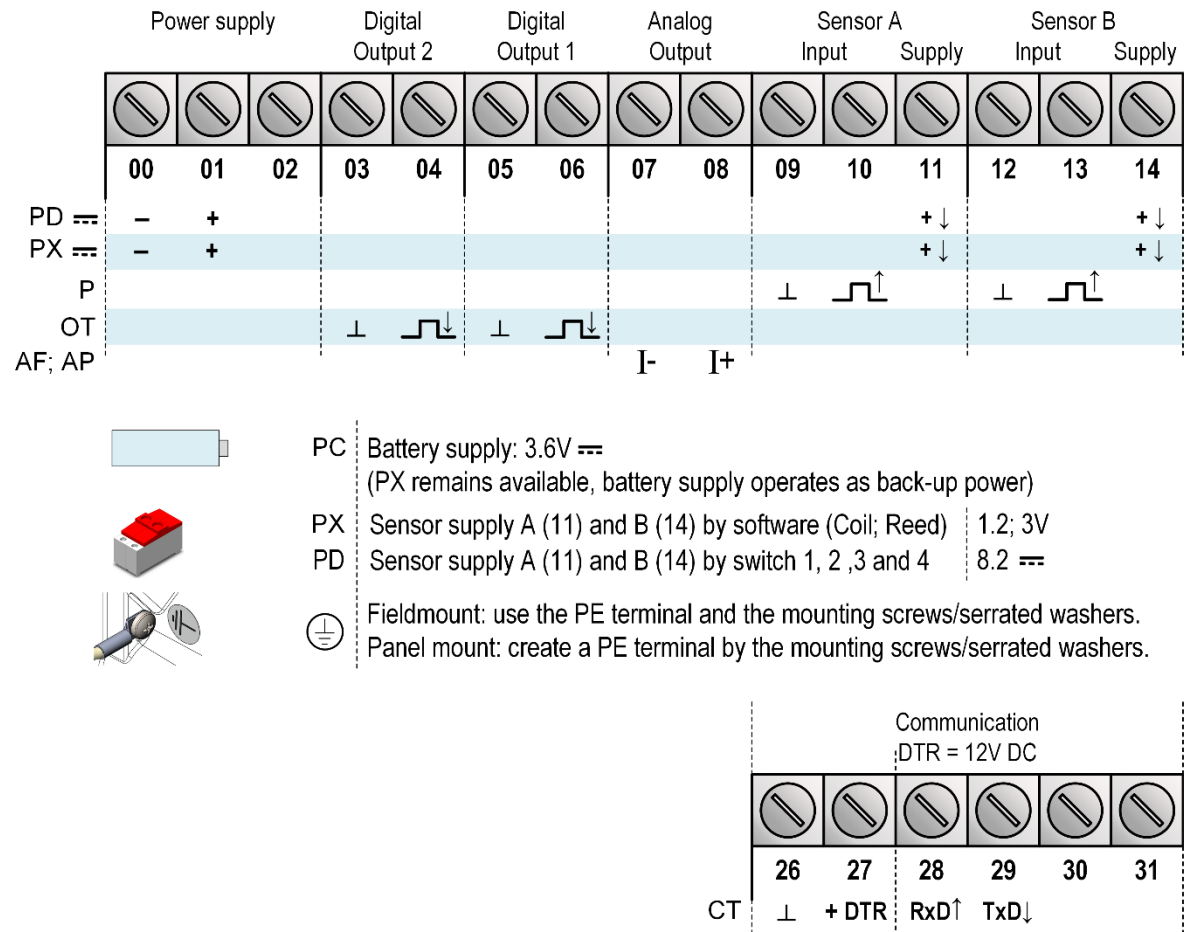 Power supply Digital Digital Analog Sensor A Sensor B
Output 2 Output 1 Output Input Supply Input Supply
00 01 02 03 04 05 06 07 08 09 10 11 12 13 14
PD ⎓ – + + ↓ + ↓
PX ⎓ – + + ↓ + ↓
P ⊥ ↑ ⊥ ↑
OT ⊥ ↓ ⊥ ↓
AF; AP I- I+
PC Battery supply: 3.6V ⎓
(PX remains available, battery supply operates as back-up power)
PX Sensor supply A (11) and B (14) by software (Coil; Reed) 1.2; 3V
PD Sensor supply A (11) and B (14) by switch 1, 2 ,3 and 4 8.2 ⎓
Fieldmount: use the PE terminal and the mounting screws/serrated washers.
Panel mount: create a PE terminal by the mounting screws/serrated washers.
Communication
DTR = 12V DC
26 27 28 29 30 31
CT ⊥ + DTR RxD↑ TxD↓